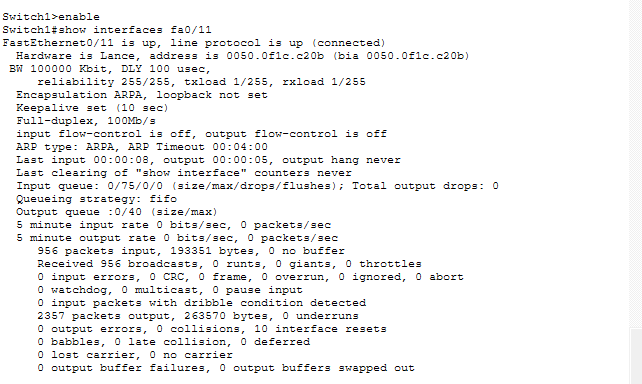 Switch1>enable
Switch1#show interfaces fa0/11
FastEthernet0/11 is up, line protocol is up (connected)
Hardware is Lance, address is 0050.0f1c.c20b (bia 0050.0f1c.c20b)
BW 100000 Kbit, DLY 100 usec,
reliability 255/255, txload 1/255, rxload 1/255
Encapsulation ARPA, loopback not set
Keepalive set (10 sec)
Full-duplex, 100Mb/s
input flow-control is off, output flow-control is off
ARP type: ARPA, ARP Timeout 00:04:00
Last input 00:00:08, output 00:00:05, output hang never
Last clearing of "show interface" counters never
Input queue: 0/75/0/0 (size/max/drops/flushes); Total output drops: 0
Queueing strategy: fifo
Output queue :0/40 (size/max)
5 minute input rate 0 bits/sec, 0 packets/sec
5 minute output rate 0 bits/sec, 0 packets/sec
956 packets input, 193351 bytes, 0 no buffer
Received 956 broadcasts, 0 runts, 0 giants, 0 throttles
0 input errors, 0 CRC, 0 frame, 0 overrun, 0 ignored, 0 abort
0 watchdog, 0 multicast, 0 pause input
0 input packets with dribble condition detected
2357 packets output, 263570 bytes, 0 underruns
0 output errors, 0 collisions, 10 interface resets
0 babbles, 0 late collision, 0 deferred
0 lost carrier, 0 no carrier
0 output buffer failures, 0 output buffers swapped out